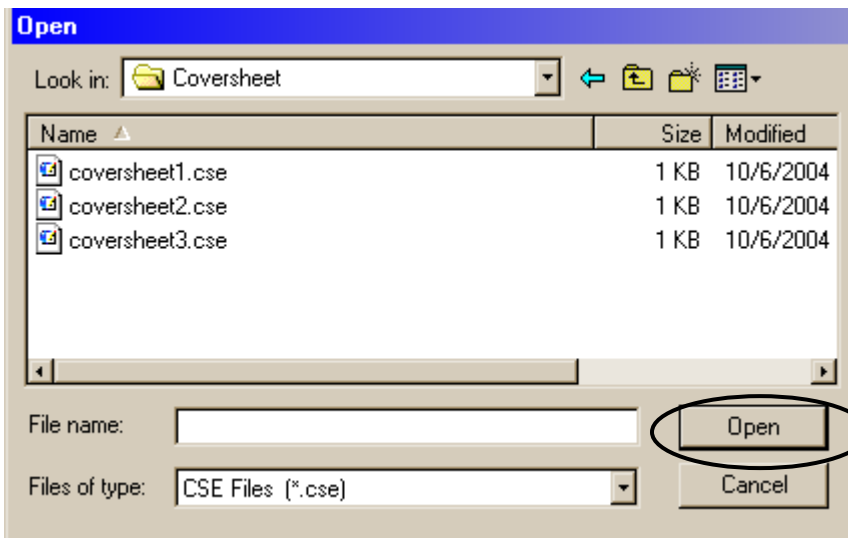 Open
Look in: Coversheet
Name Size Modified
coversheet1.cse 1 KB 10/6/2004
coversheet2.cse 1 KB 10/6/2004
coversheet3.cse 1 KB 10/6/2004
File name: Open
Files of type: CSE Files (*.cse) Cancel